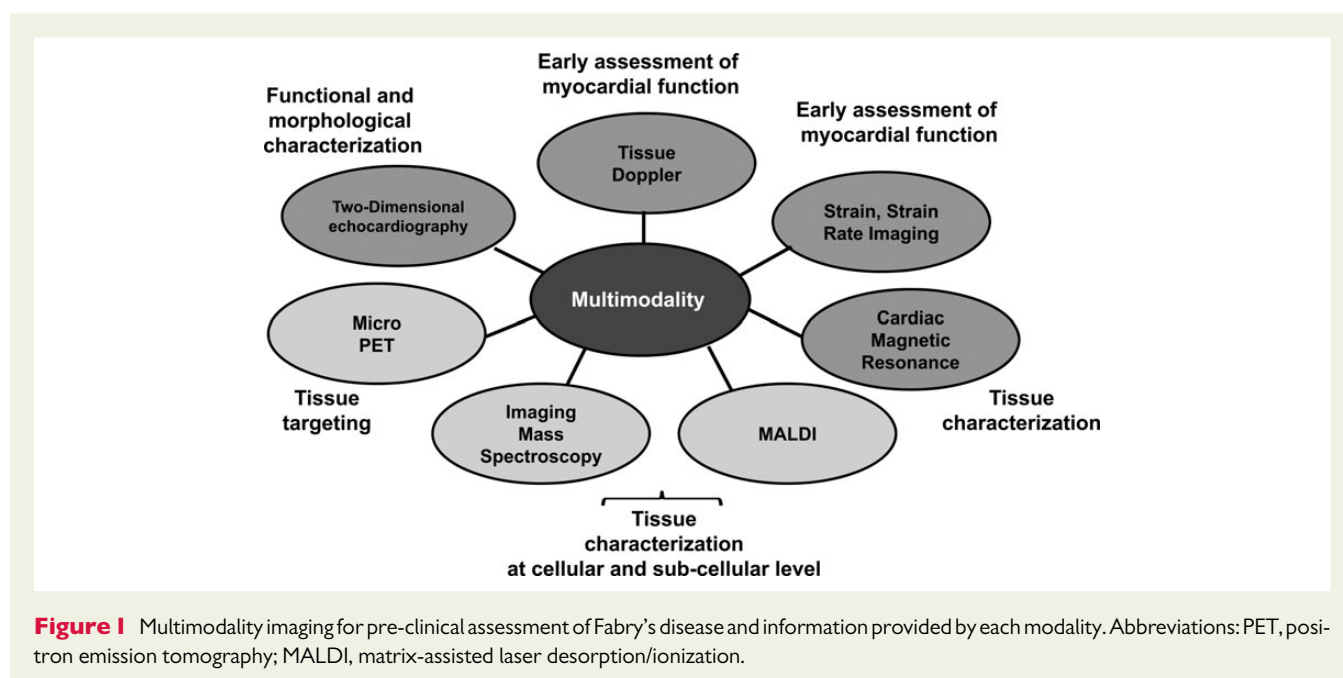 Early assessment of
myocardial function
Functional and
morphological
characterization
Early assessment of
myocardial function
Tissue
Doppler
Two-Dimensional
echocardiography
Strain, Strain
Rate Imaging
Multimodality
Micro
PET
Cardiac
Magnetic
Resonance
Tissue
targeting
Tissue
characterization
Imaging
Mass
Spectroscopy
MALDI
Tissue
characterization
at cellular and sub-cellular level
Figure 1 Multimodality imaging for pre-clinical assessment of Fabry's disease and information provided by each modality. Abbreviations: PET, posi-
tron emission tomography; MALDI, matrix-assisted laser desorption/ionization.